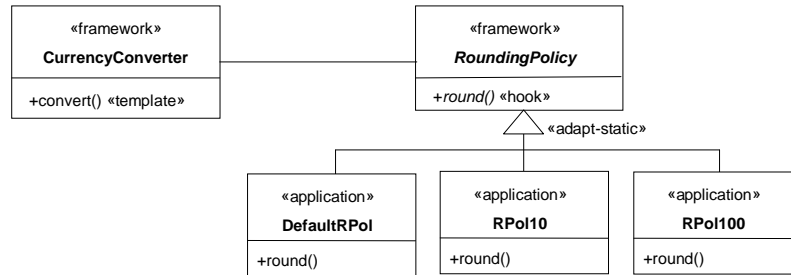 «framework»
CurrencyConverter
+convert() «template»
«framework»
RoundingPolicy
+round() «hook»
«adapt-static»
«application»
DefaultRPol
+round()
«application»
RPol10
+round()
«application»
RPol100
+round()